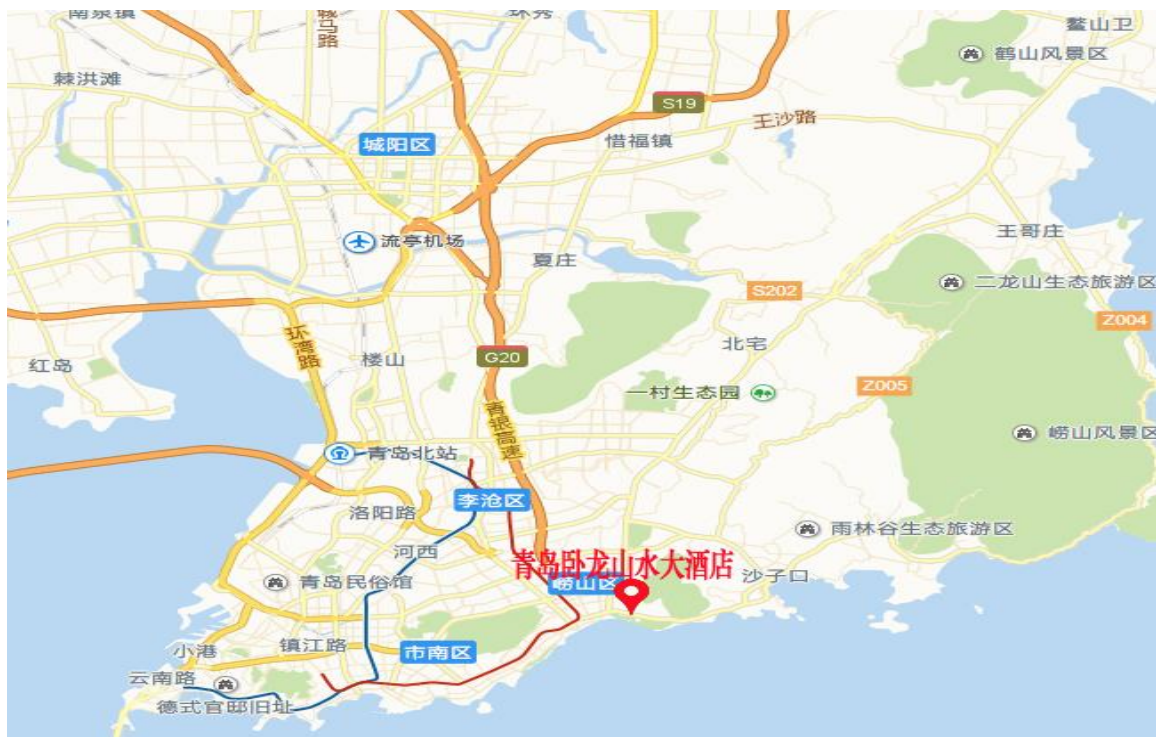 南泉镇
城马路
环秀
鳌山卫
鹤山风景区
棘洪滩
S19
王沙路
城阳区
惜福镇
流亭机场
夏庄
王哥庄
二龙山生态旅游区
S202
Z004
环湾路
红岛
楼山
G20
北宅
一村生态园
Z005
青银高速
崂山风景区
青岛北站
李沧区
洛阳路
雨林谷生态旅游区
河西
青岛卧龙山水大酒店
青岛民俗馆
崂山区
沙子口
小港
镇江路
市南区
云南路
德式官邸旧址